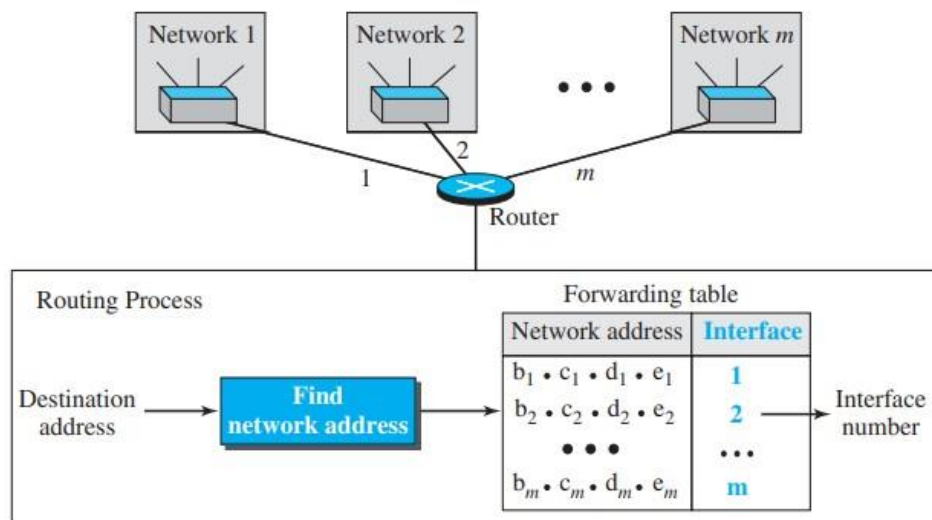 Network 1
Network 2
Network m
• • •
1
2
m
Router
Routing Process
Forwarding table
Network address
Interface
b₁ • c₁ • d₁ • e₁
1
Destination address
Find network address
b₂ • c₂ • d₂ • e₂
2
Interface number
• • •
• • •
bₘ • cₘ • dₘ • eₘ
m